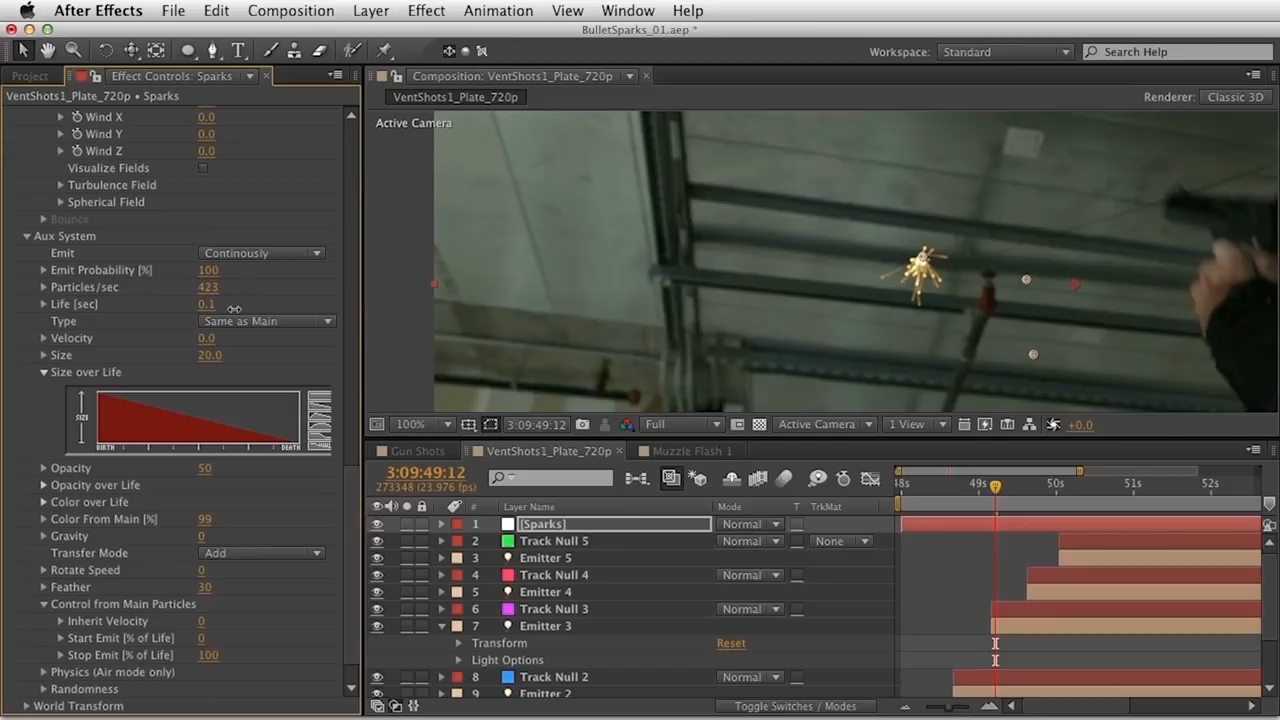 After Effects File Edit Composition Layer Effect Animation View Window Help
BulletSparks_01.aep *
Workspace: Standard Search Help
Project Effect Controls: Sparks
VentShots1_Plate_720p • Sparks
Wind X 0.0
Wind Y 0.0
Wind Z 0.0
Visualize Fields
Turbulence Field
Spherical Field
Bounce
Aux System
Emit Continously
Emit Probability [%] 100
Particles/sec 423
Life [sec] 0.1
Type Same as Main
Velocity 0.0
Size 20.0
Size over Life
SIZE
BIRTH DEATH
Opacity 50
Opacity over Life
Color over Life
Color From Main [%] 99
Gravity 0
Transfer Mode Add
Rotate Speed 0
Feather 30
Control from Main Particles
Inherit Velocity 0
Start Emit [% of Life] 0
Stop Emit [% of Life] 100
Physics (Air mode only)
Randomness
World Transform
Composition: VentShots1_Plate_720p
VentShots1_Plate_720p Renderer: Classic 3D
Active Camera
100% 3:09:49:12 Full Active Camera 1 View +0.0
Gun Shots VentShots1_Plate_720p Muzzle Flash 1
3:09:49:12
273348 (23.976 fps)
48s 49s 50s 51s 52s
# Layer Name Mode T TrkMat
1 [Sparks] Normal
2 Track Null 5 Normal None
3 Emitter 5
4 Track Null 4 Normal
5 Emitter 4
6 Track Null 3 Normal
7 Emitter 3
Transform Reset
Light Options
8 Track Null 2 Normal
9 Emitter 2
Toggle Switches / Modes